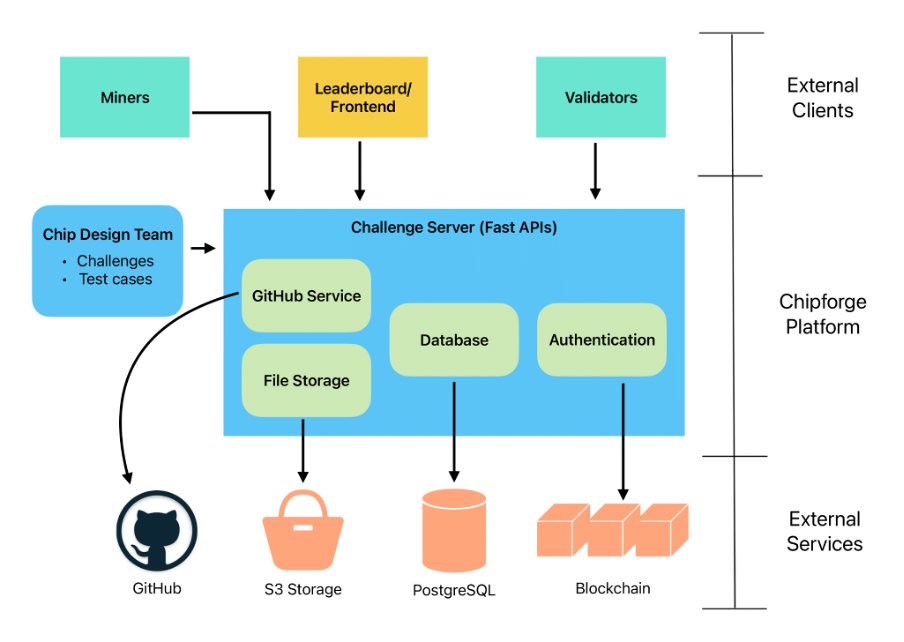 Miners
Leaderboard/
Frontend
Validators
External
Clients
Chip Design Team
• Challenges
• Test cases
Challenge Server (Fast APIs)
GitHub Service
File Storage
Database
Authentication
Chipforge
Platform
GitHub
S3 Storage
PostgreSQL
Blockchain
External
Services